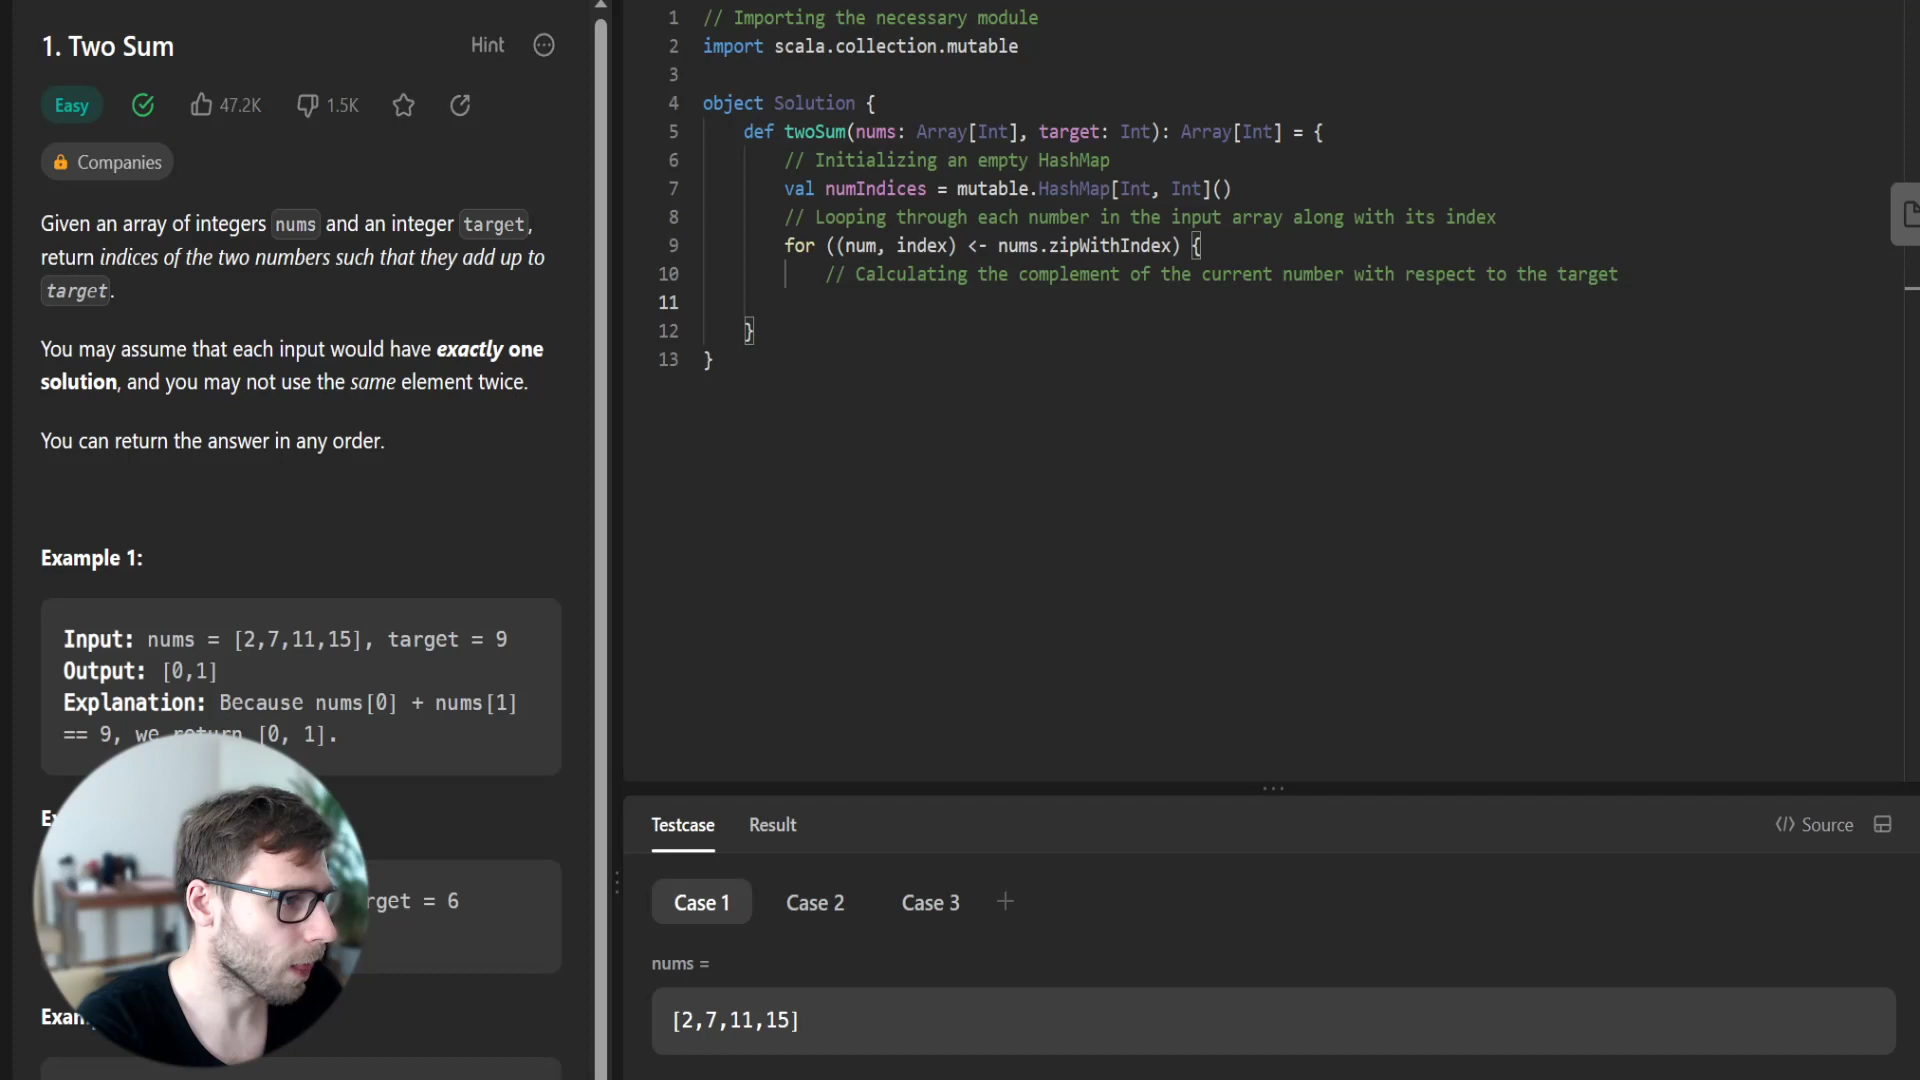 1. Two Sum
Hint
Easy
47.2K
1.5K
Companies
Given an array of integers nums and an integer target,
return indices of the two numbers such that they add up to
target.
You may assume that each input would have exactly one
solution, and you may not use the same element twice.
You can return the answer in any order.
Example 1:
Input: nums = [2,7,11,15], target = 9
Output: [0,1]
Explanation: Because nums[0] + nums[1]
== 9, we return [0, 1].
= 6
1 // Importing the necessary module
2 import scala.collection.mutable
3
4 object Solution {
5 def twoSum(nums: Array[Int], target: Int): Array[Int] = {
6 // Initializing an empty HashMap
7 val numIndices = mutable.HashMap[Int, Int]()
8 // Looping through each number in the input array along with its index
9 for ((num, index) <- nums.zipWithIndex) {
10 // Calculating the complement of the current number with respect to the target
11
12 }
13 }
Testcase
Result
</> Source
Case 1
Case 2
Case 3
+
nums =
[2,7,11,15]